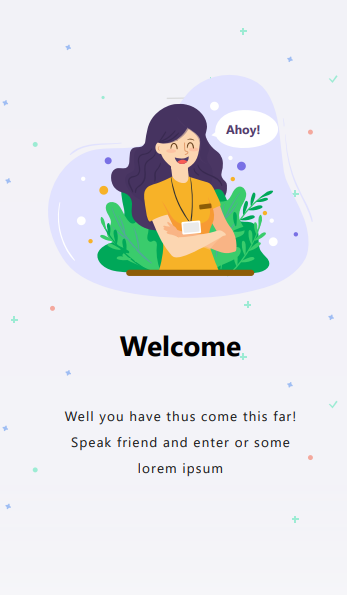 Ahoy!
Welcome
Well you have thus come this far!
Speak friend and enter or some
lorem ipsum